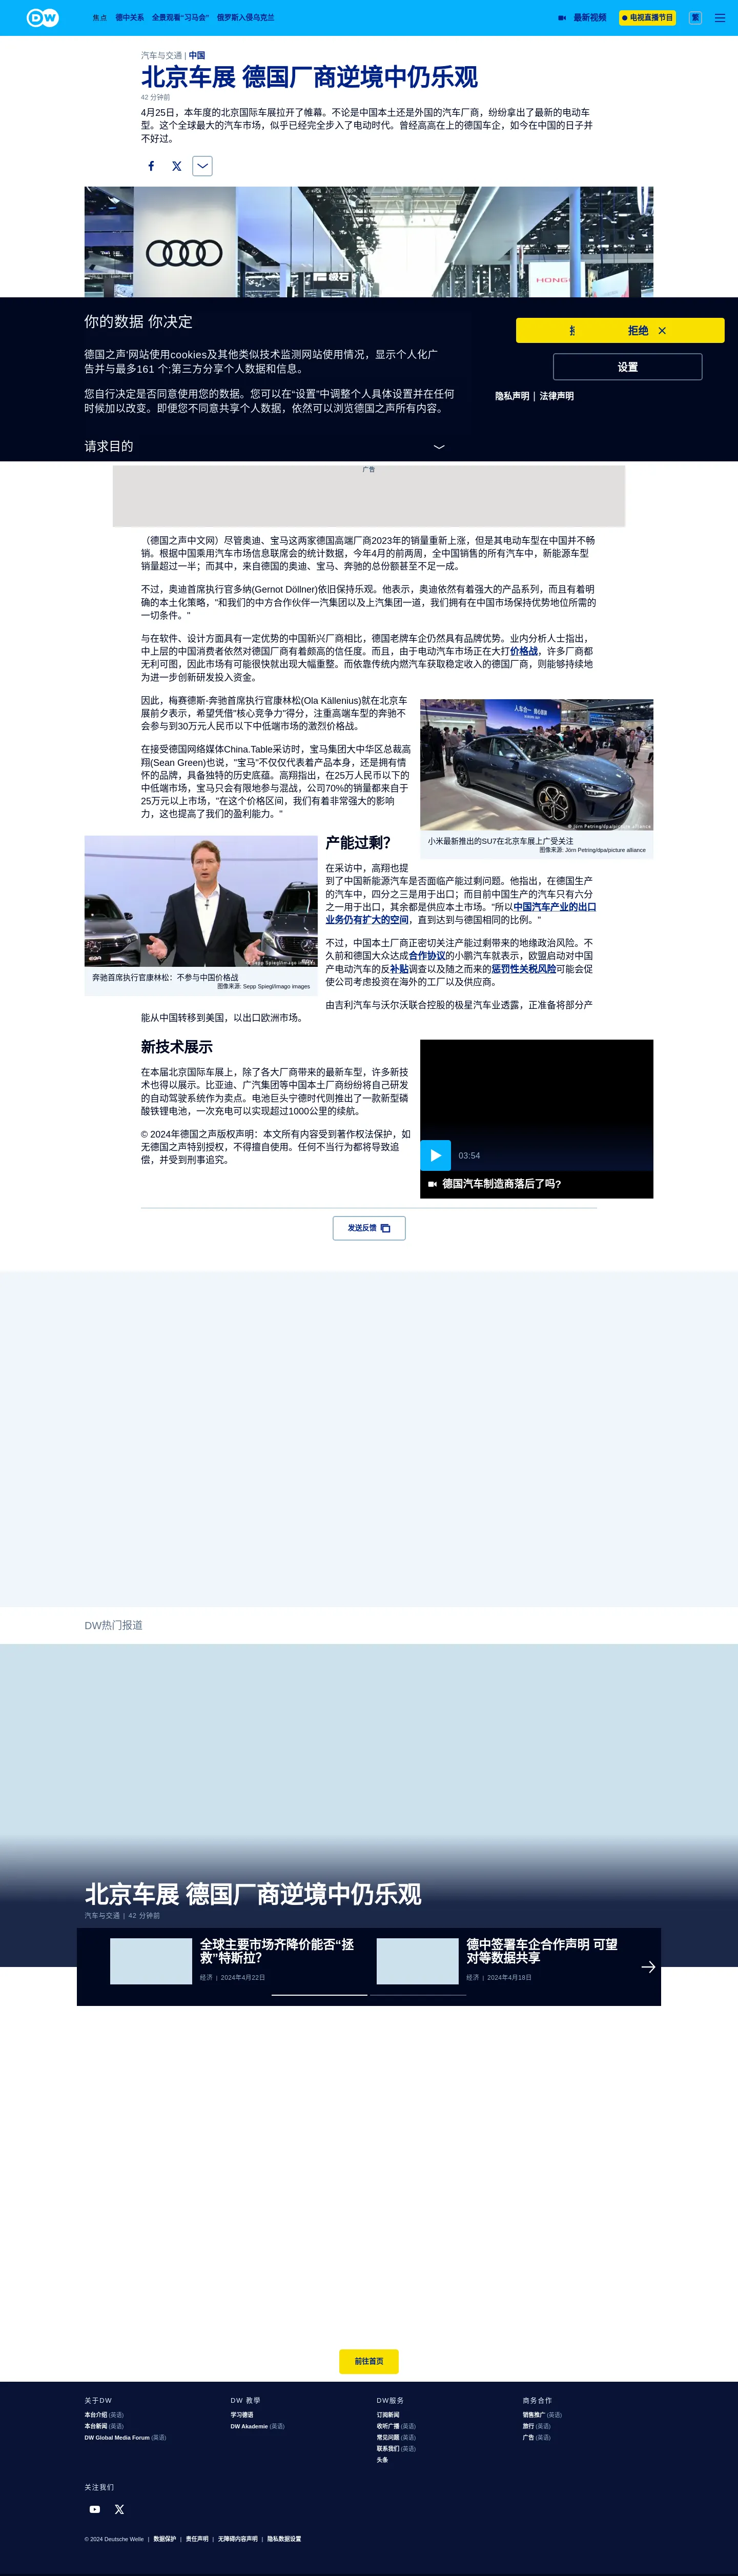 DW
焦点
德中关系
全景观看“习马会”
俄罗斯入侵乌克兰
最新视频
电视直播节目
繁
汽车与交通 | 中国
北京车展 德国厂商逆境中仍乐观
42 分钟前
4月25日，本年度的北京国际车展拉开了帷幕。不论是中国本土还是外国的汽车厂商，纷纷拿出了最新的电动车
型。这个全球最大的汽车市场，似乎已经完全步入了电动时代。曾经高高在上的德国车企，如今在中国的日子并
不好过。
你的数据 你决定
德国之声'网站使用cookies及其他类似技术监测网站使用情况，显示个人化广
告并与最多161 个;第三方分享个人数据和信息。
您自行决定是否同意使用您的数据。您可以在"设置"中调整个人具体设置并在任何
时候加以改变。即便您不同意共享个人数据，依然可以浏览德国之声所有内容。
请求目的
拒绝
设置
隐私声明 | 法律声明
广告
（德国之声中文网）尽管奥迪、宝马这两家德国高端厂商2023年的销量重新上涨，但是其电动车型在中国并不畅
销。根据中国乘用汽车市场信息联席会的统计数据，今年4月的前两周，全中国销售的所有汽车中，新能源车型
销量超过一半；而其中，来自德国的奥迪、宝马、奔驰的总份额甚至不足一成。
不过，奥迪首席执行官多纳(Gernot Döllner)依旧保持乐观。他表示，奥迪依然有着强大的产品系列，而且有着明
确的本土化策略，"和我们的中方合作伙伴一汽集团以及上汽集团一道，我们拥有在中国市场保持优势地位所需的
一切条件。"
与在软件、设计方面具有一定优势的中国新兴厂商相比，德国老牌车企仍然具有品牌优势。业内分析人士指出，
中上层的中国消费者依然对德国厂商有着颇高的信任度。而且，由于电动汽车市场正在大打价格战，许多厂商都
无利可图，因此市场有可能很快就出现大幅重整。而依靠传统内燃汽车获取稳定收入的德国厂商，则能够持续地
为进一步创新研发投入资金。
因此，梅赛德斯-奔驰首席执行官康林松(Ola Källenius)就在北京车
展前夕表示，希望凭借"核心竞争力"得分，注重高端车型的奔驰不
会参与到30万元人民币以下中低端市场的激烈价格战。
在接受德国网络媒体China.Table采访时，宝马集团大中华区总裁高
翔(Sean Green)也说，"宝马"不仅仅代表着产品本身，还是拥有情
怀的品牌，具备独特的历史底蕴。高翔指出，在25万人民币以下的
中低端市场，宝马只会有限地参与混战，公司70%的销量都来自于
25万元以上市场，"在这个价格区间，我们有着非常强大的影响
力，这也提高了我们的盈利能力。"
© Jörn Petring/dpa/picture alliance
小米最新推出的SU7在北京车展上广受关注
图像来源: Jörn Petring/dpa/picture alliance
© Sepp Spiegl/imago images
奔驰首席执行官康林松：不参与中国价格战
图像来源: Sepp Spiegl/Imago images
产能过剩？
在采访中，高翔也提
到了中国新能源汽车是否面临产能过剩问题。他指出，在德国生产
的汽车中，四分之三是用于出口；而目前中国生产的汽车只有六分
之一用于出口，其余都是供应本土市场。"所以中国汽车产业的出口
业务仍有扩大的空间，直到达到与德国相同的比例。"
不过，中国本土厂商正密切关注产能过剩带来的地缘政治风险。不
久前和德国大众达成合作协议的小鹏汽车就表示，欧盟启动对中国
产电动汽车的反补贴调查以及随之而来的惩罚性关税风险可能会促
使公司考虑投资在海外的工厂以及供应商。
由吉利汽车与沃尔沃联合控股的极星汽车业透露，正准备将部分产
能从中国转移到美国，以出口欧洲市场。
新技术展示
在本届北京国际车展上，除了各大厂商带来的最新车型，许多新技
术也得以展示。比亚迪、广汽集团等中国本土厂商纷纷将自己研发
的自动驾驶系统作为卖点。电池巨头宁德时代则推出了一款新型磷
酸铁锂电池，一次充电可以实现超过1000公里的续航。
© 2024年德国之声版权声明：本文所有内容受到著作权法保护，如
无德国之声特别授权，不得擅自使用。任何不当行为都将导致追
偿，并受到刑事追究。
03:54
德国汽车制造商落后了吗?
发送反馈
DW热门报道
北京车展 德国厂商逆境中仍乐观
汽车与交通 | 42 分钟前
全球主要市场齐降价能否“拯
救”特斯拉？
经济 | 2024年4月22日
德中签署车企合作声明 可望
对等数据共享
经济 | 2024年4月18日
前往首页
关于DW
本台介绍 (英语)
本台新闻 (英语)
DW Global Media Forum (英语)
DW 教學
学习德语
DW Akademie (英语)
DW服务
订阅新闻
收听广播 (英语)
常见问题 (英语)
联系我们 (英语)
头条
商务合作
销售推广 (英语)
旅行 (英语)
广告 (英语)
关注我们
© 2024 Deutsche Welle | 数据保护 | 责任声明 | 无障碍内容声明 | 隐私数据设置